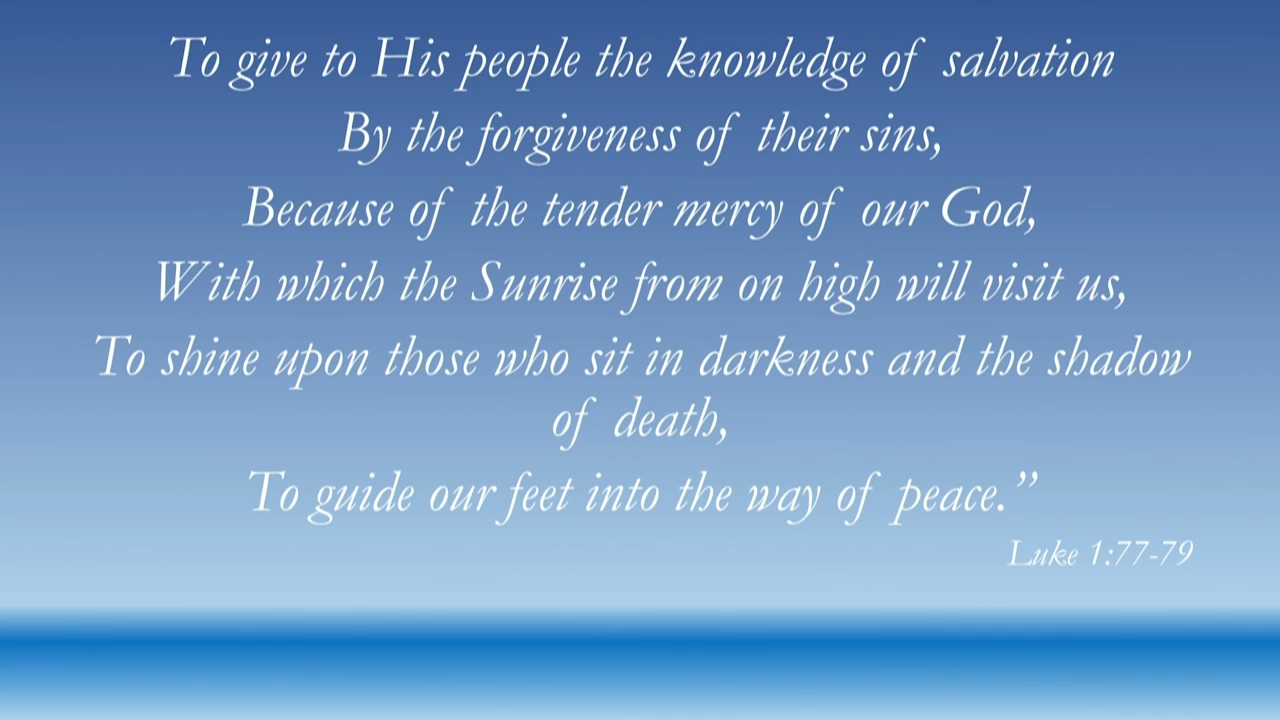 To give to His people the knowledge of salvation
By the forgiveness of their sins,
Because of the tender mercy of our God,
With which the Sunrise from on high will visit us,
To shine upon those who sit in darkness and the shadow
of death,
To guide our feet into the way of peace.”
Luke 1:77-79